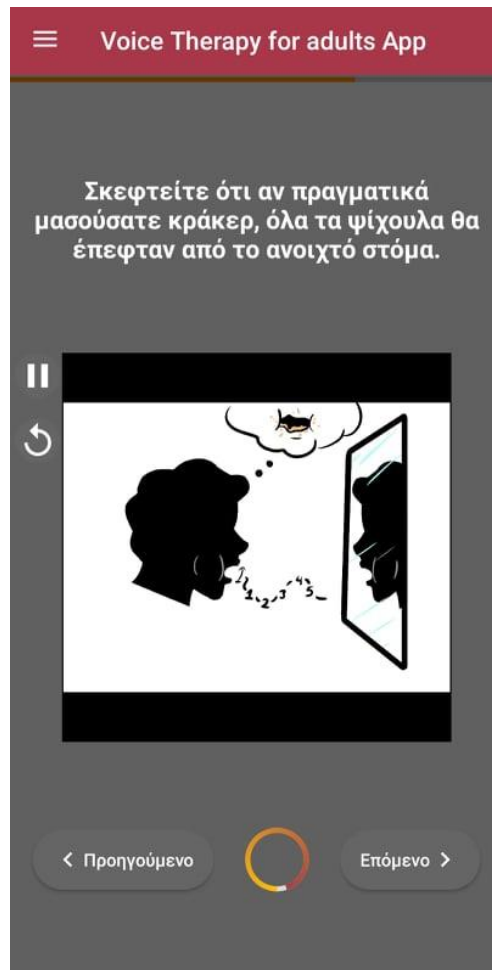 Voice Therapy for adults App
Σκεφτείτε ότι αν πραγματικά
μασούσατε κράκερ, όλα τα ψίχουλα θα
έπεφταν από το ανοιχτό στόμα.
1 2 3 4 5
Προηγούμενο
Επόμενο